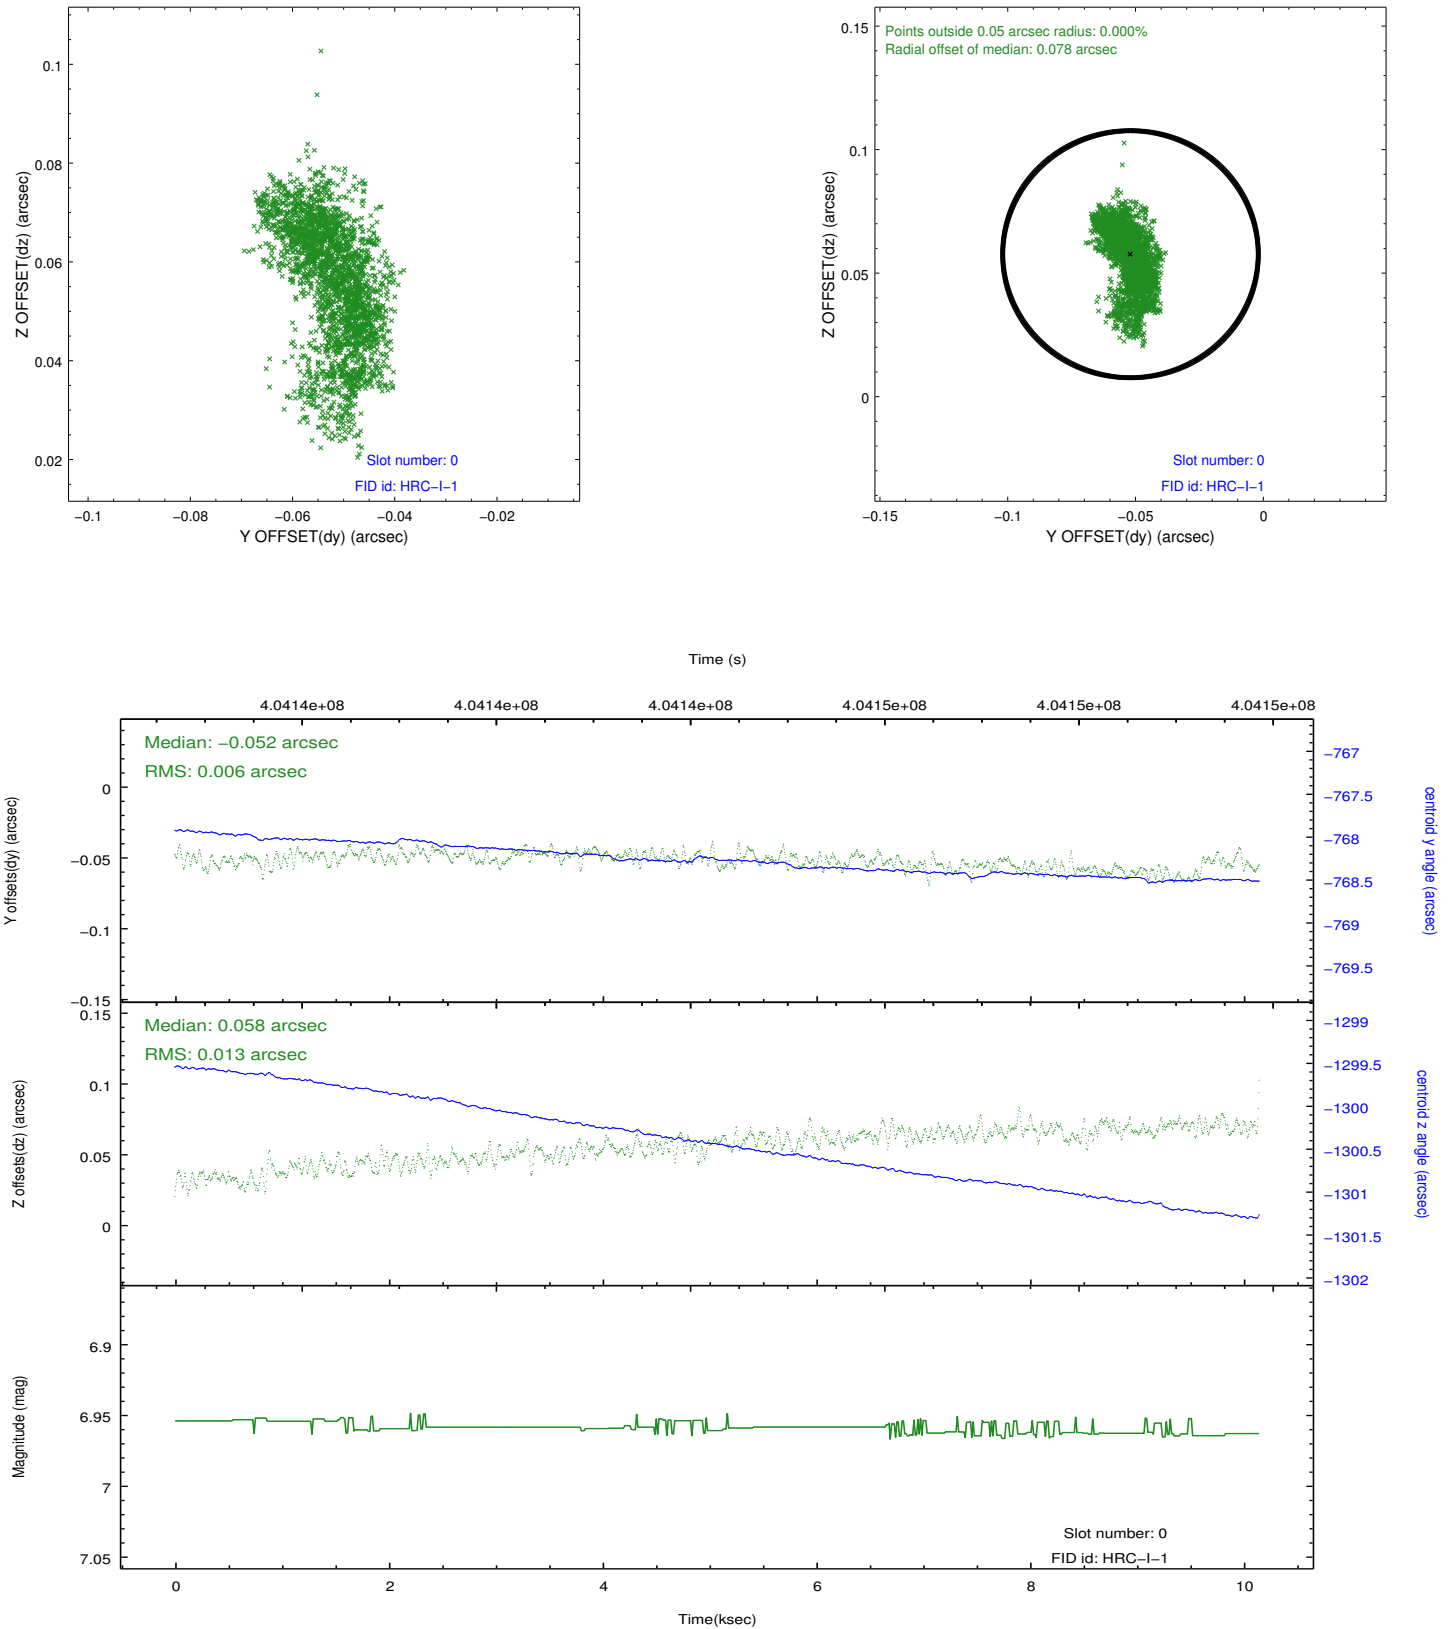 0.1
0.08
0.06
0.04
0.02
Z OFFSET(dz) (arcsec)
Slot number: 0
FID id: HRC−I−1
−0.1 −0.08 −0.06 −0.04 −0.02
Y OFFSET(dy) (arcsec)
Points outside 0.05 arcsec radius: 0.000%
Radial offset of median: 0.078 arcsec
0.15
0.1
0.05
0
Z OFFSET(dz) (arcsec)
Slot number: 0
FID id: HRC−I−1
−0.15 −0.1 −0.05 0
Y OFFSET(dy) (arcsec)
Time (s)
4.0414e+08 4.0414e+08 4.0414e+08 4.0415e+08 4.0415e+08 4.0415e+08
Median: −0.052 arcsec
RMS: 0.006 arcsec
0
−0.05
−0.1
−0.15
Y offsets(dy) (arcsec)
−767
−767.5
−768
−768.5
−769
−769.5
centroid y angle (arcsec)
Median: 0.058 arcsec
RMS: 0.013 arcsec
0.15
0.1
0.05
0
Z offsets(dz) (arcsec)
−1299
−1299.5
−1300
−1300.5
−1301
−1301.5
−1302
centroid z angle (arcsec)
6.9
6.95
7
7.05
Magnitude (mag)
Slot number: 0
FID id: HRC−I−1
0 2 4 6 8 10
Time(ksec)